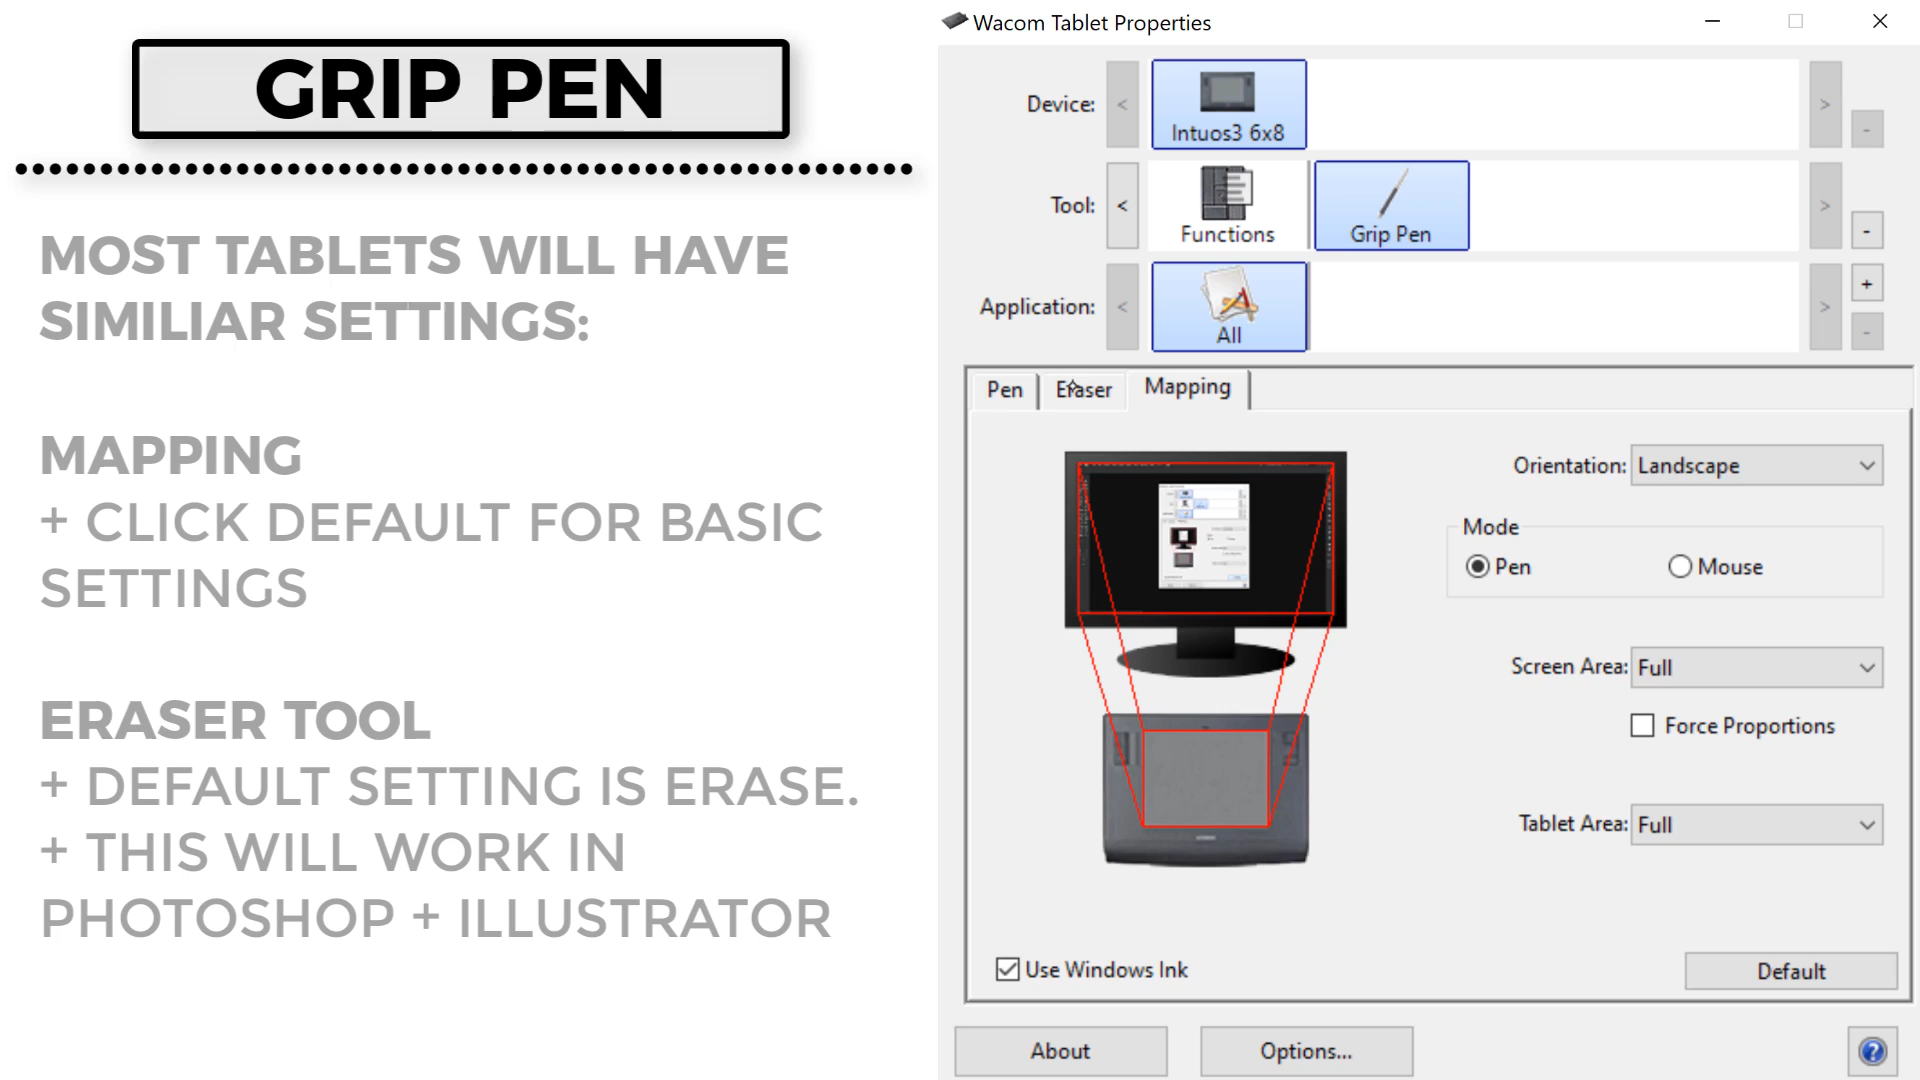 GRIP PEN
MOST TABLETS WILL HAVE
SIMILIAR SETTINGS:
MAPPING
+ CLICK DEFAULT FOR BASIC
SETTINGS
ERASER TOOL
+ DEFAULT SETTING IS ERASE.
+ THIS WILL WORK IN
PHOTOSHOP + ILLUSTRATOR
Wacom Tablet Properties
Device:
<
Intuos3 6x8
>
-
Tool:
<
Functions
Grip Pen
>
-
Application:
<
All
>
+
-
Pen
Eraser
Mapping
Orientation: Landscape
Mode
Pen
Mouse
Screen Area: Full
Force Proportions
Tablet Area: Full
Use Windows Ink
Default
About
Options...
?